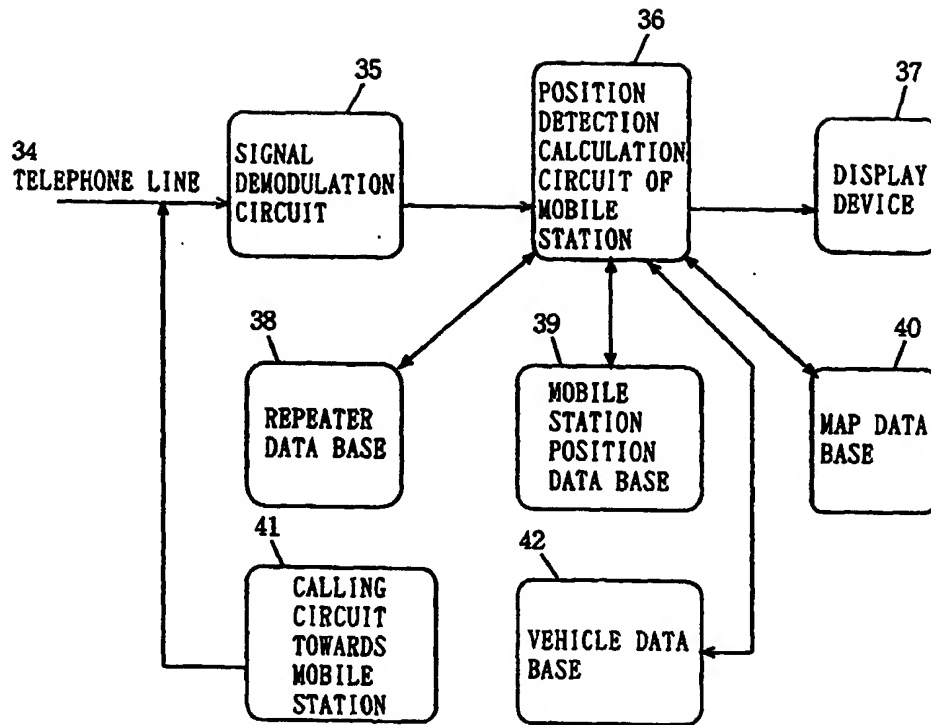 36
35
37
34
TELEPHONE LINE
SIGNAL
DEMODULATION
CIRCUIT
POSITION
DETECTION
CALCULATION
CIRCUIT OF
MOBILE
STATION
DISPLAY
DEVICE
38
39
40
REPEATER
DATA BASE
MOBILE
STATION
POSITION
DATA BASE
MAP DATA
BASE
41
42
CALLING
CIRCUIT
TOWARDS
MOBILE
STATION
VEHICLE DATA
BASE